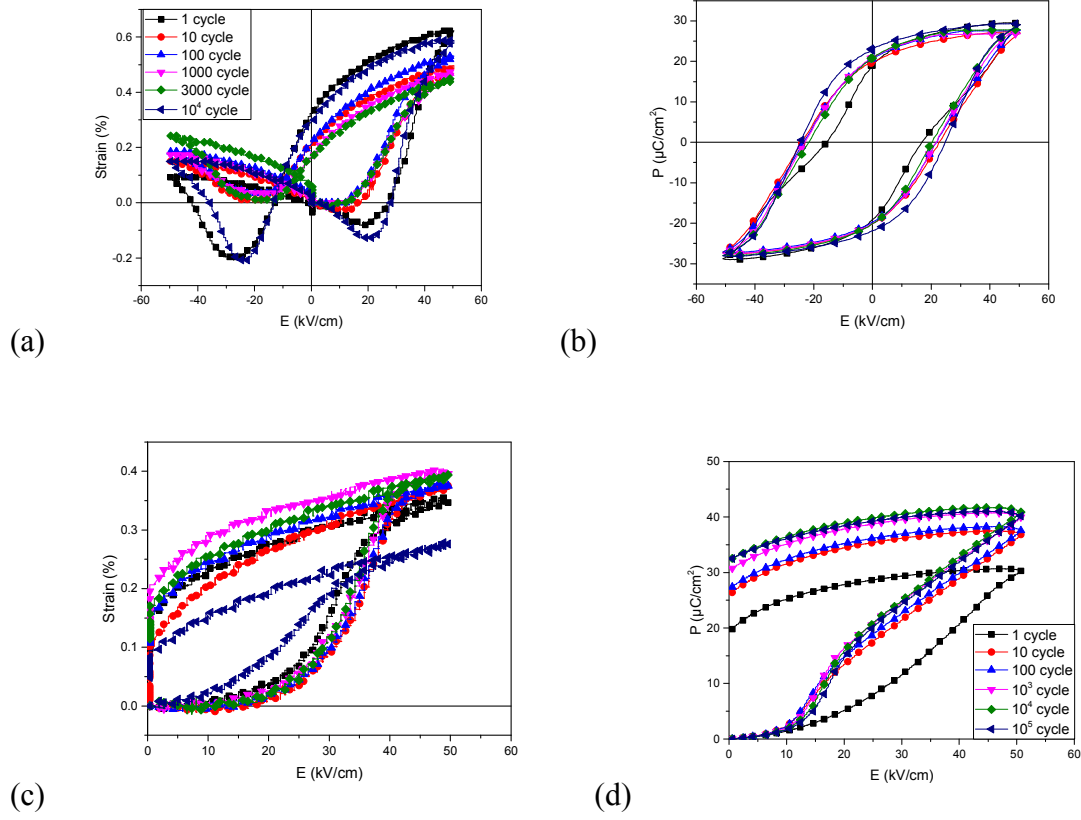 1 cycle
10 cycle
100 cycle
1000 cycle
3000 cycle
10⁴ cycle
Strain (%)
0.6
0.4
0.2
0.0
-0.2
-60 -40 -20 0 20 40 60
E (kV/cm)
(a)
P (µC/cm²)
30
20
10
0
-10
-20
-30
-60 -40 -20 0 20 40 60
E (kV/cm)
(b)
Strain (%)
0.4
0.3
0.2
0.1
0.0
0 10 20 30 40 50 60
E (kV/cm)
(c)
P (µC/cm²)
50
40
30
20
10
0
1 cycle
10 cycle
100 cycle
10³ cycle
10⁴ cycle
10⁵ cycle
0 10 20 30 40 50 60
E (kV/cm)
(d)